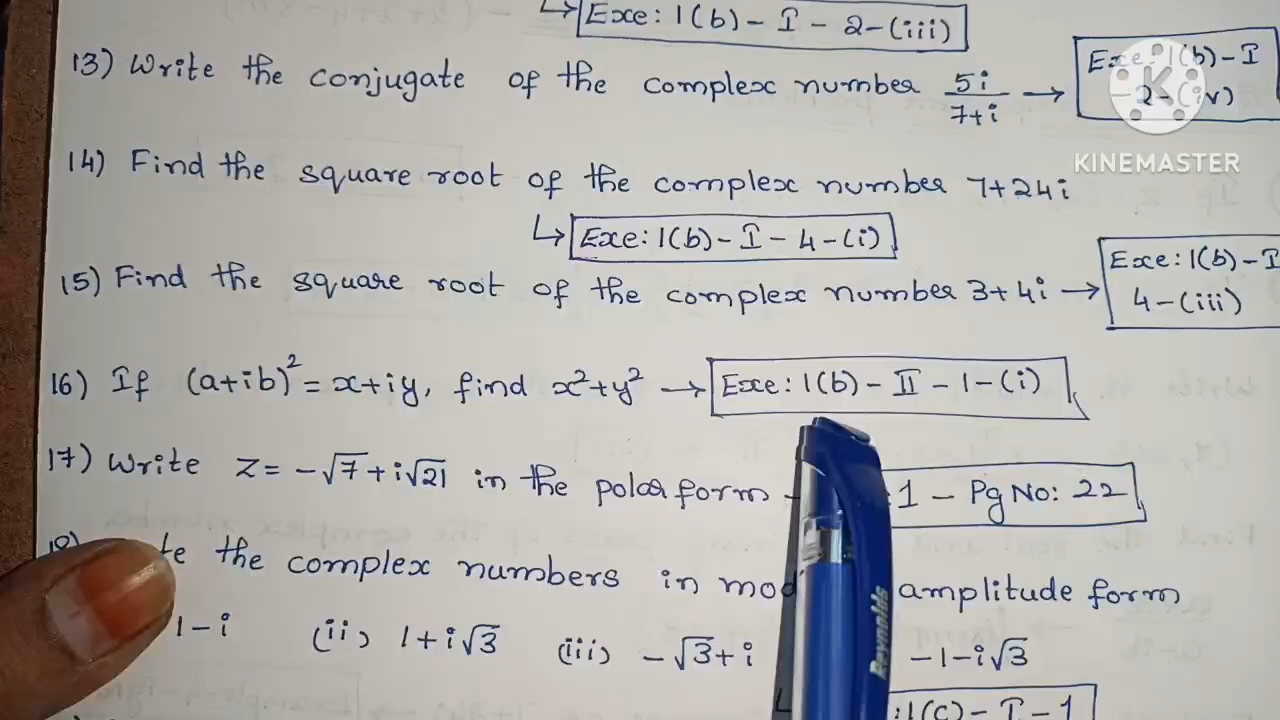 ↳ Exe: 1(b) - I - 2-(iii)
13) Write the conjugate of the complex number 5i/7+i → Exe: 1(b)-I
2-(iv)
KINEMASTER
14) Find the square root of the complex number 7+24i
↳ Exe: 1(b) - I - 4-(i)
15) Find the square root of the complex number 3+4i → Exe: 1(b)-I
4-(iii)
16) If (a+ib)² = x+iy, find x²+y² → Exe: 1(b) - II - 1-(i)
17) Write z = -√7+i√21 in the polar form - 1 - Pg No: 22
18) the complex numbers in amplitude form
1-i (ii) 1+i√3 (iii) -√3+i -1-i√3
:1(c) - I - 1